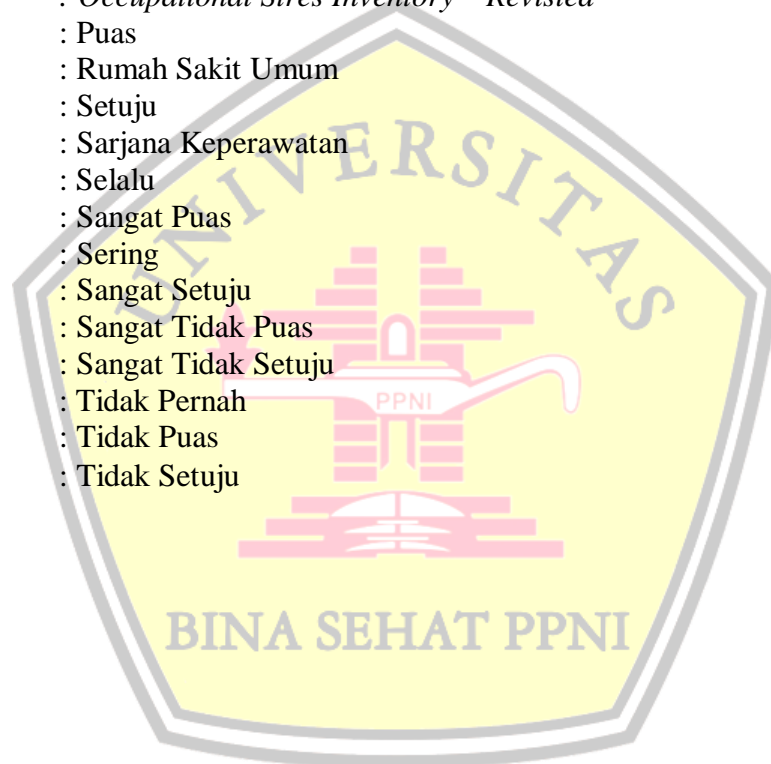 : Occupational Stres Inventory – Revisted
: Puas
: Rumah Sakit Umum
: Setuju
: Sarjana Keperawatan
: Selalu
: Sangat Puas
: Sering
: Sangat Setuju
: Sangat Tidak Puas
: Sangat Tidak Setuju
: Tidak Pernah
: Tidak Puas
: Tidak Setuju
UNIVERSITAS
PPNI
BINA SEHAT PPNI